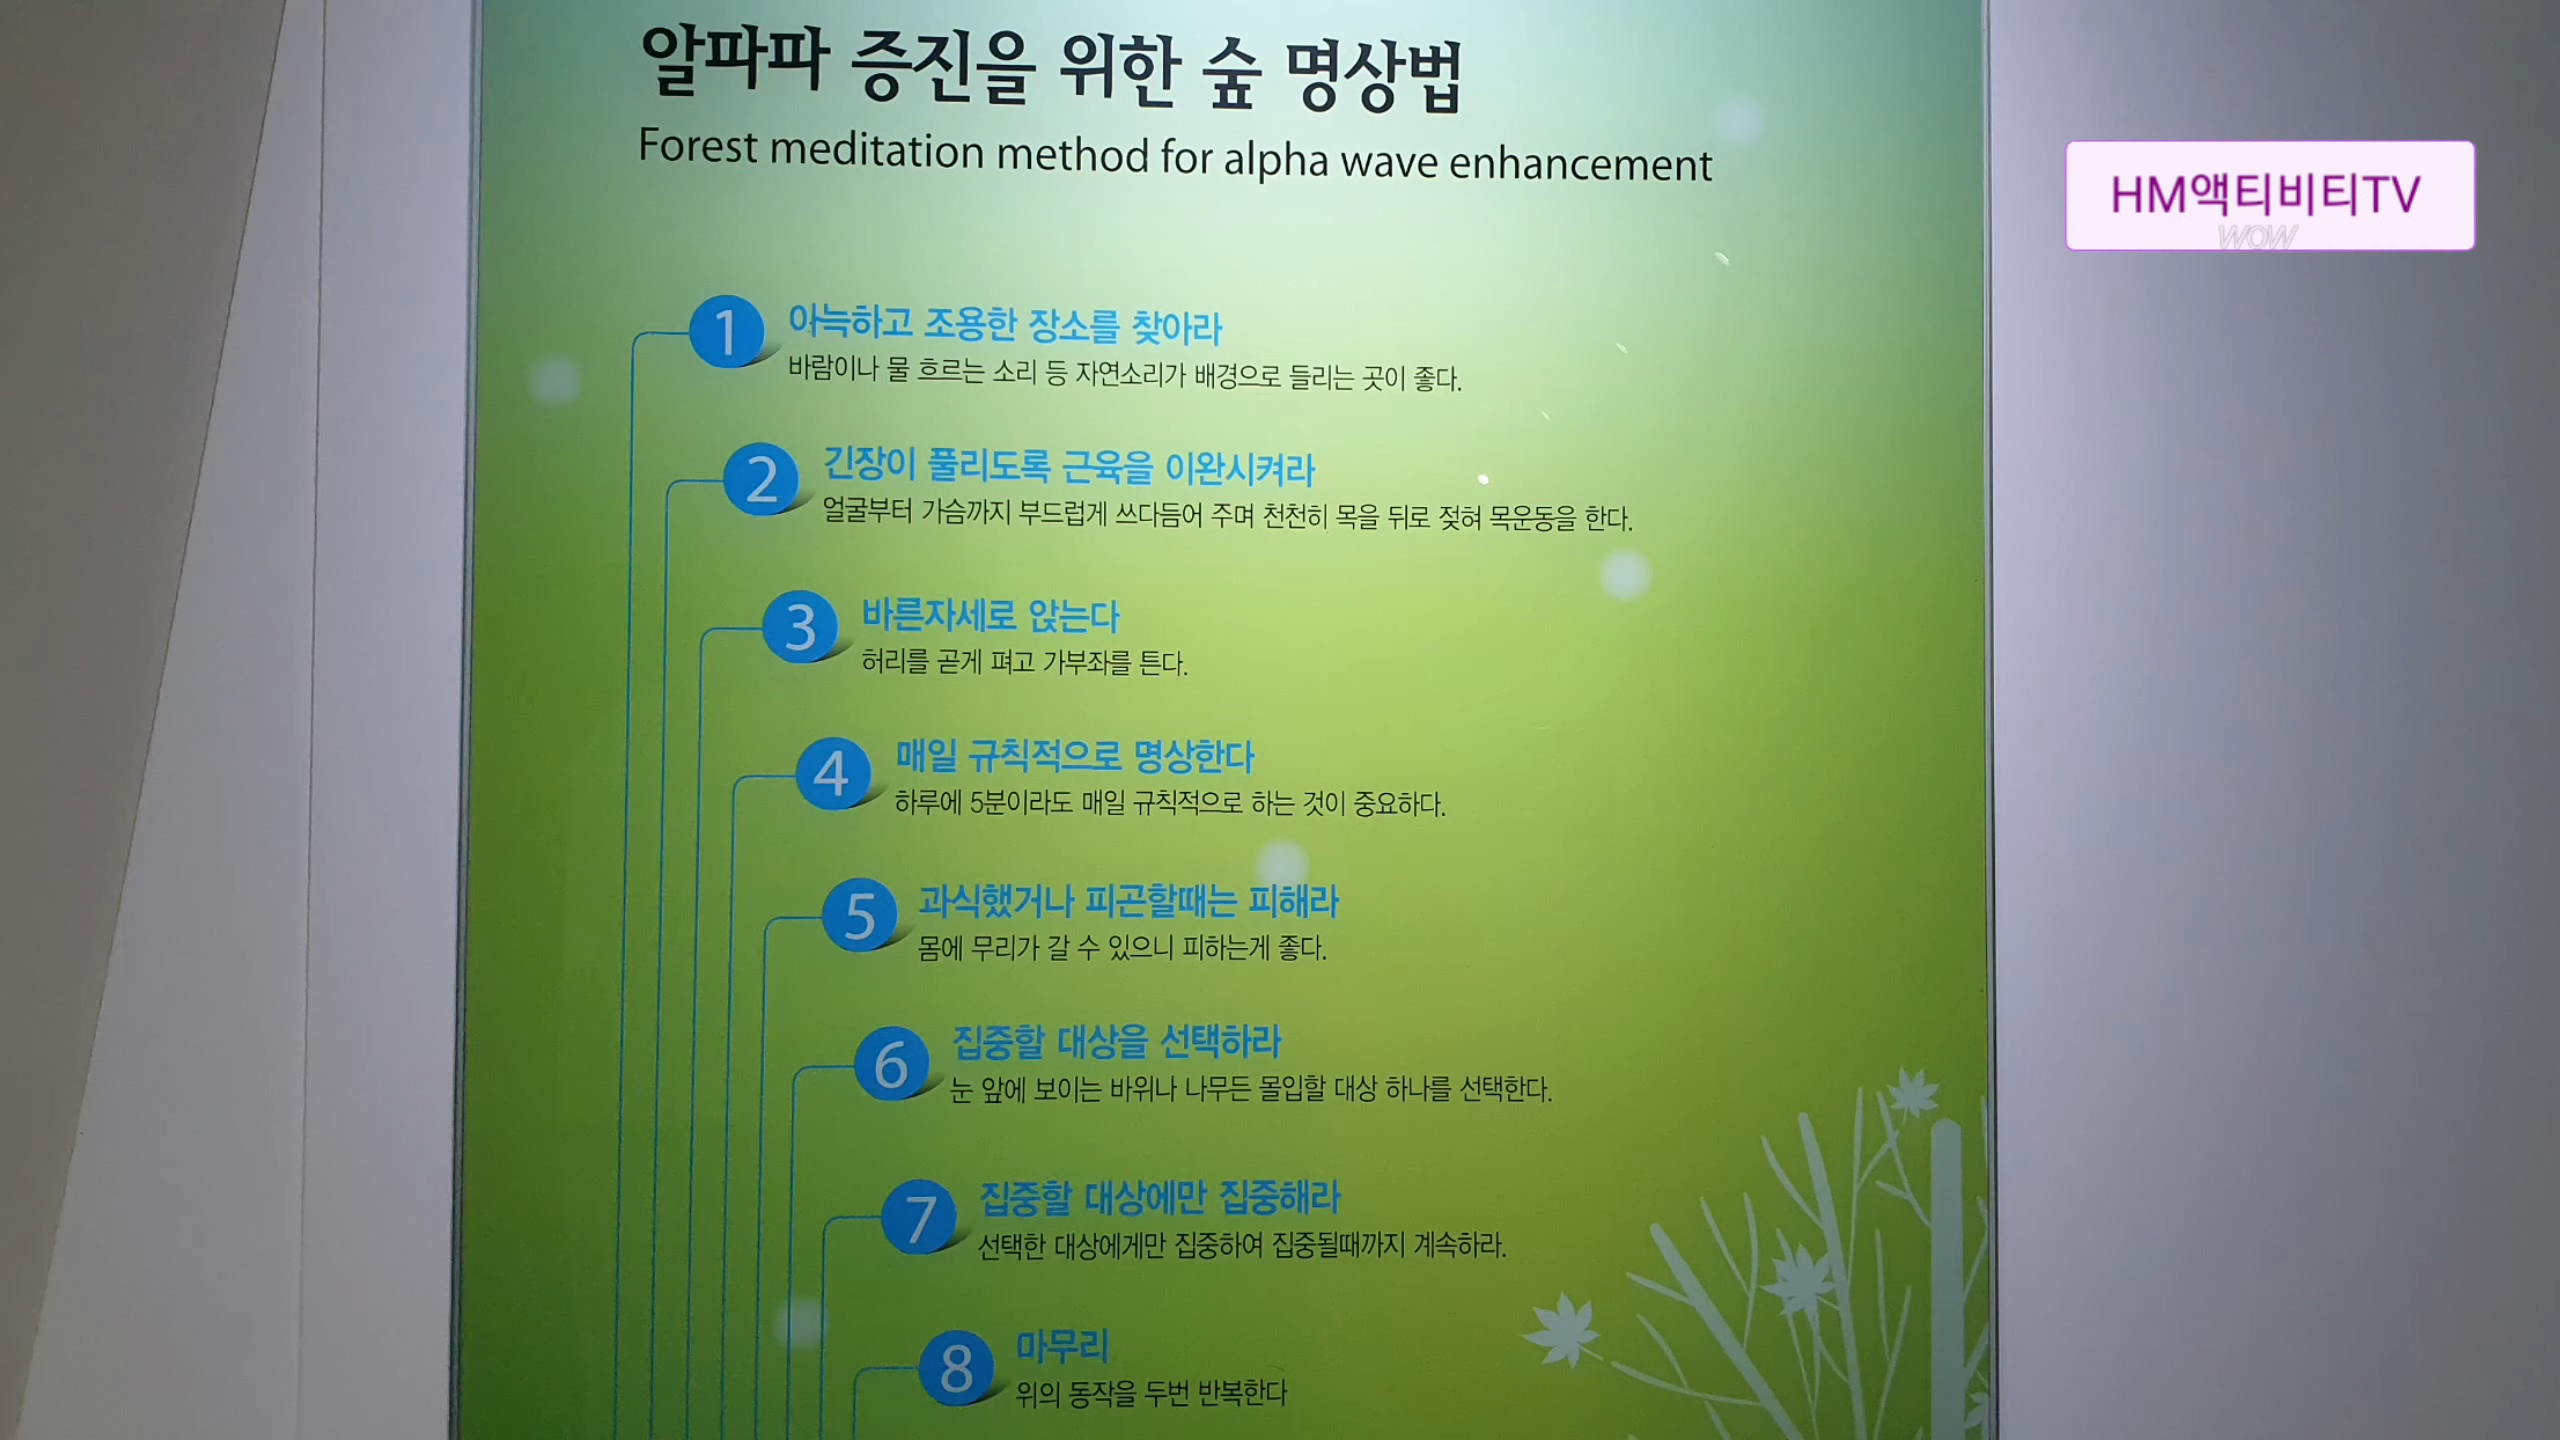 알파파 증진을 위한 숲 명상법
Forest meditation method for alpha wave enhancement
HM액티비티TV
WOW
1 아늑하고 조용한 장소를 찾아라
바람이나 물 흐르는 소리 등 자연소리가 배경으로 들리는 곳이 좋다.
2 긴장이 풀리도록 근육을 이완시켜라
얼굴부터 가슴까지 부드럽게 쓰다듬어 주며 천천히 목을 뒤로 젖혀 목운동을 한다.
3 바른자세로 앉는다
허리를 곧게 펴고 가부좌를 튼다.
4 매일 규칙적으로 명상한다
하루에 5분이라도 매일 규칙적으로 하는 것이 중요하다.
5 과식했거나 피곤할때는 피해라
몸에 무리가 갈 수 있으니 피하는게 좋다.
6 집중할 대상을 선택하라
눈 앞에 보이는 바위나 나무든 몰입할 대상 하나를 선택한다.
7 집중할 대상에만 집중해라
선택한 대상에게만 집중하여 집중될때까지 계속하라.
8 마무리
위의 동작을 두번 반복한다